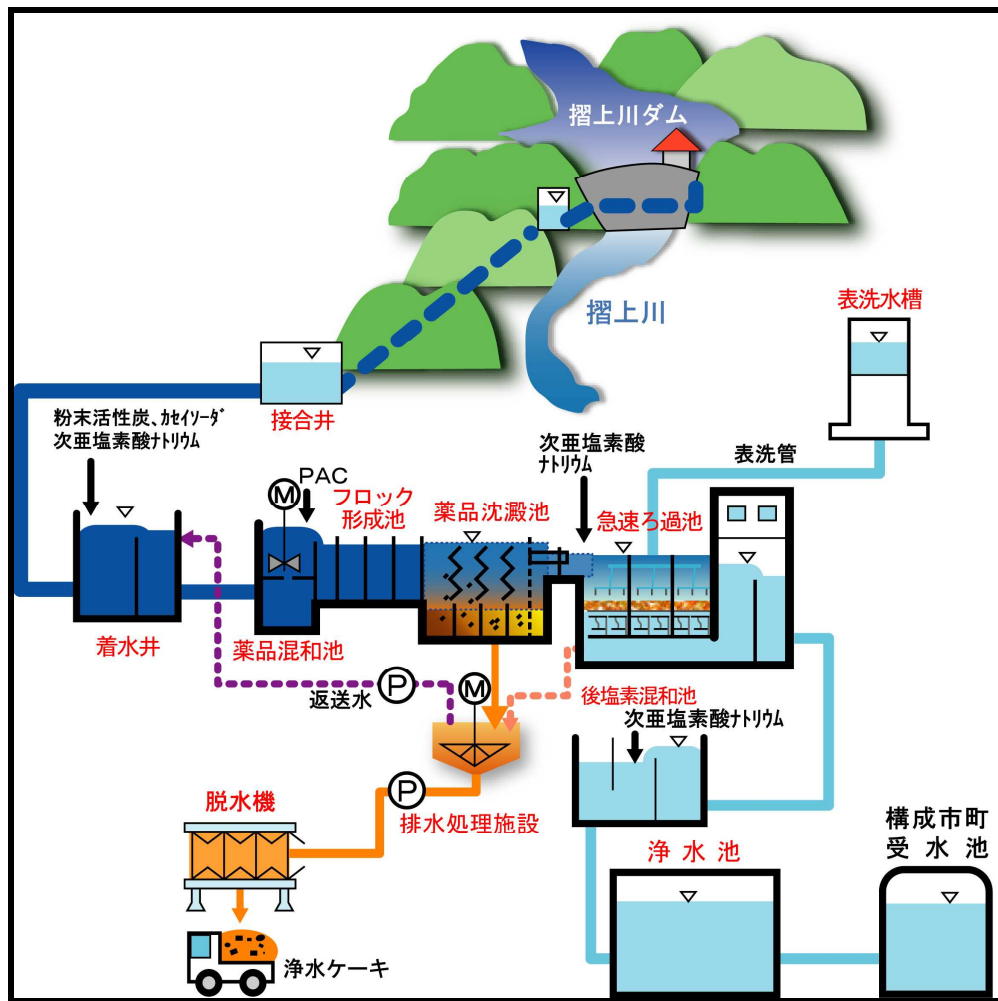 摺上川ダム
摺上川
表洗水槽
接合井
粉末活性炭、ｶｾｲｿｰﾀﾞ
次亜塩素酸ﾅﾄﾘｳﾑ
PAC
M
フロック
形成池
薬品沈澱池
次亜塩素酸
ﾅﾄﾘｳﾑ
表洗管
急速ろ過池
着水井
薬品混和池
返送水
P
M
後塩素混和池
次亜塩素酸ﾅﾄﾘｳﾑ
P
排水処理施設
脱水機
浄水ケーキ
浄水池
構成市町
受水池